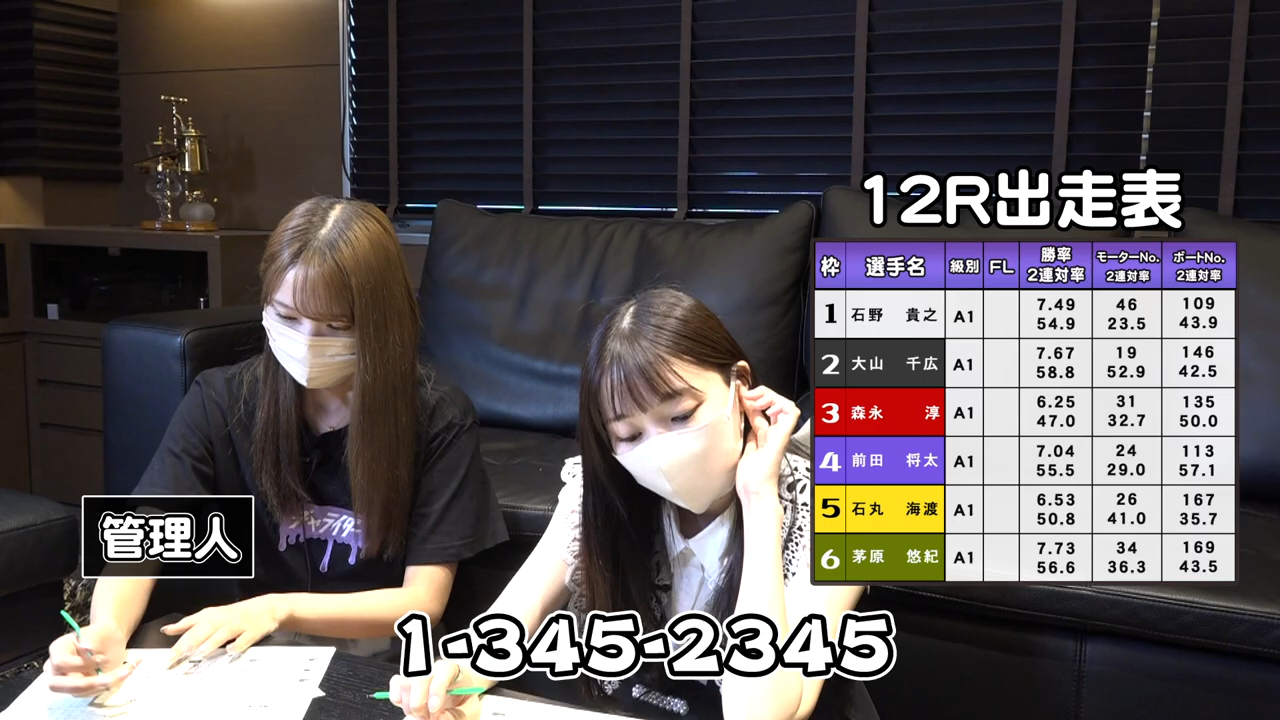 12R出走表
枠 選手名 級別 FL 勝率 2連対率 モーターNo. 2連対率 ボートNo. 2連対率
1 石野 貴之 A1 7.49 54.9 46 23.5 109 43.9
2 大山 千広 A1 7.67 58.8 19 52.9 146 42.5
3 森永 淳 A1 6.25 47.0 31 32.7 135 50.0
4 前田 将太 A1 7.04 55.5 24 29.0 113 57.1
5 石丸 海渡 A1 6.53 50.8 26 41.0 167 35.7
6 茅原 悠紀 A1 7.73 56.6 34 36.3 169 43.5
管理人
1-345-2345